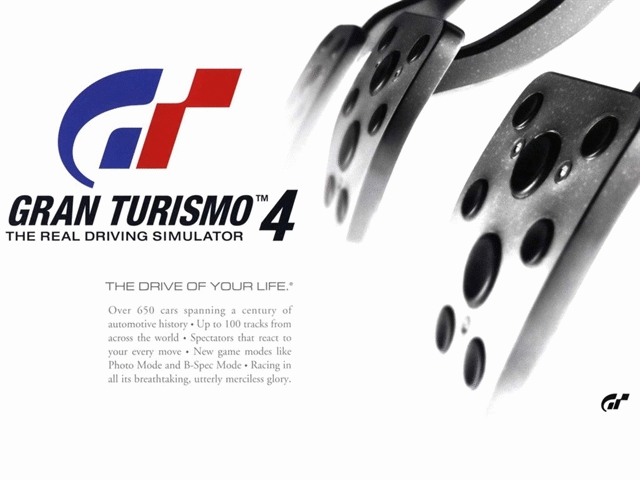 GRAN TURISMO™ 4
THE REAL DRIVING SIMULATOR
THE DRIVE OF YOUR LIFE.®
Over 650 cars spanning a century of
automotive history • Up to 100 tracks from
across the world • Spectators that react to
your every move • New game modes like
Photo Mode and B-Spec Mode • Racing in
all its breathtaking, utterly merciless glory.